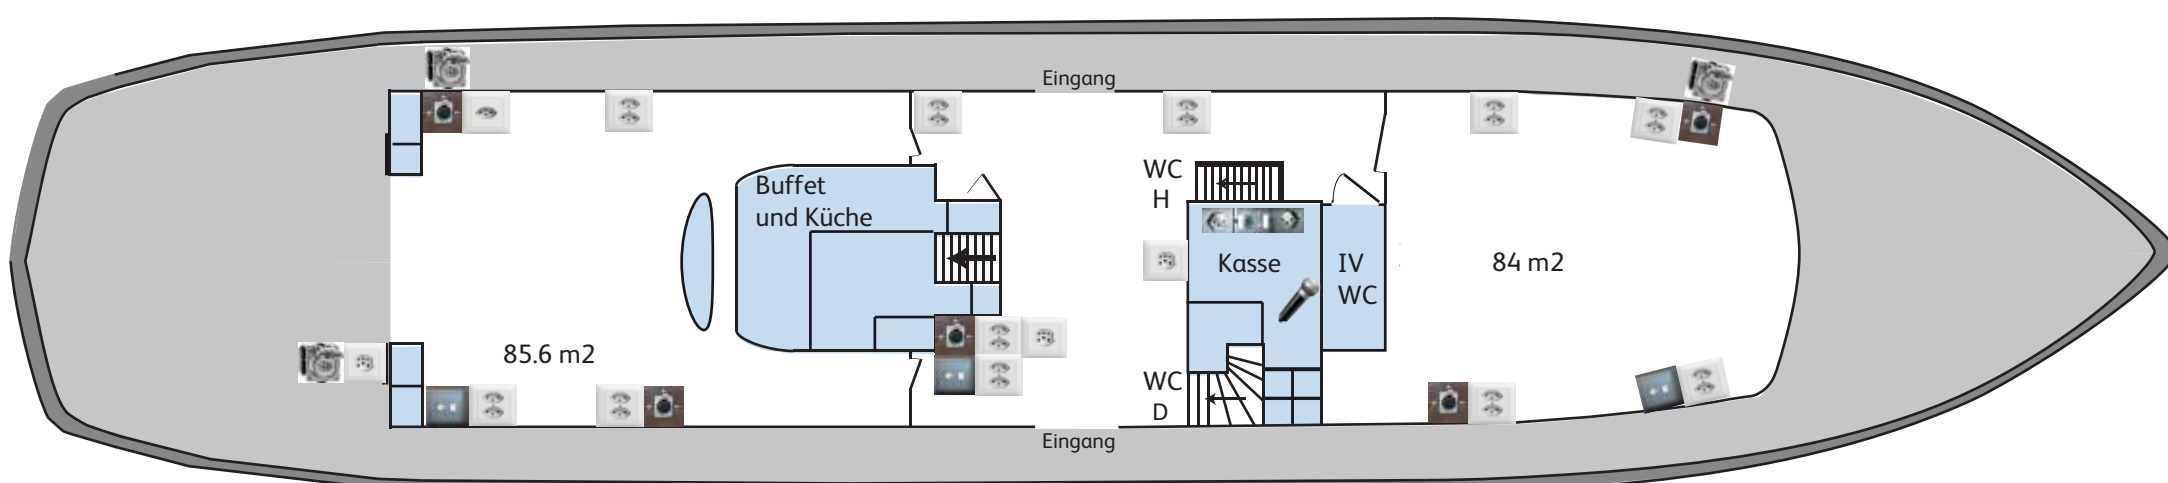 Eingang
WC
H
Buffet
und Küche
Kasse
IV
WC
84 m2
85.6 m2
WC
D
Eingang